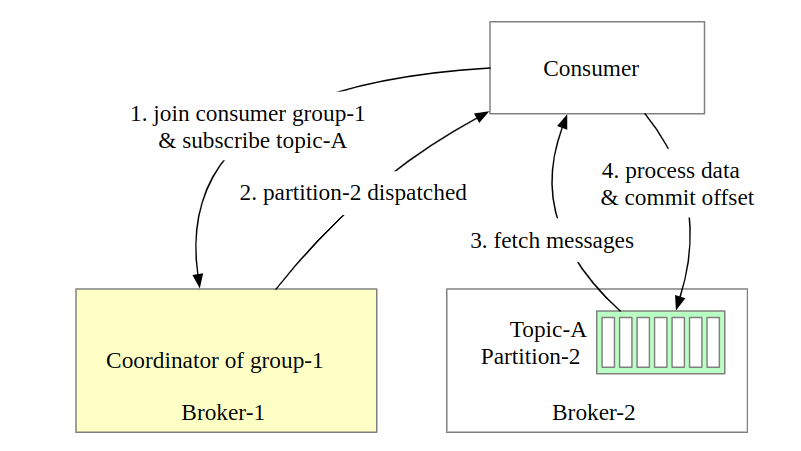 Consumer
1. join consumer group-1
& subscribe topic-A
2. partition-2 dispatched
4. process data
& commit offset
3. fetch messages
Coordinator of group-1
Broker-1
Topic-A
Partition-2
Broker-2